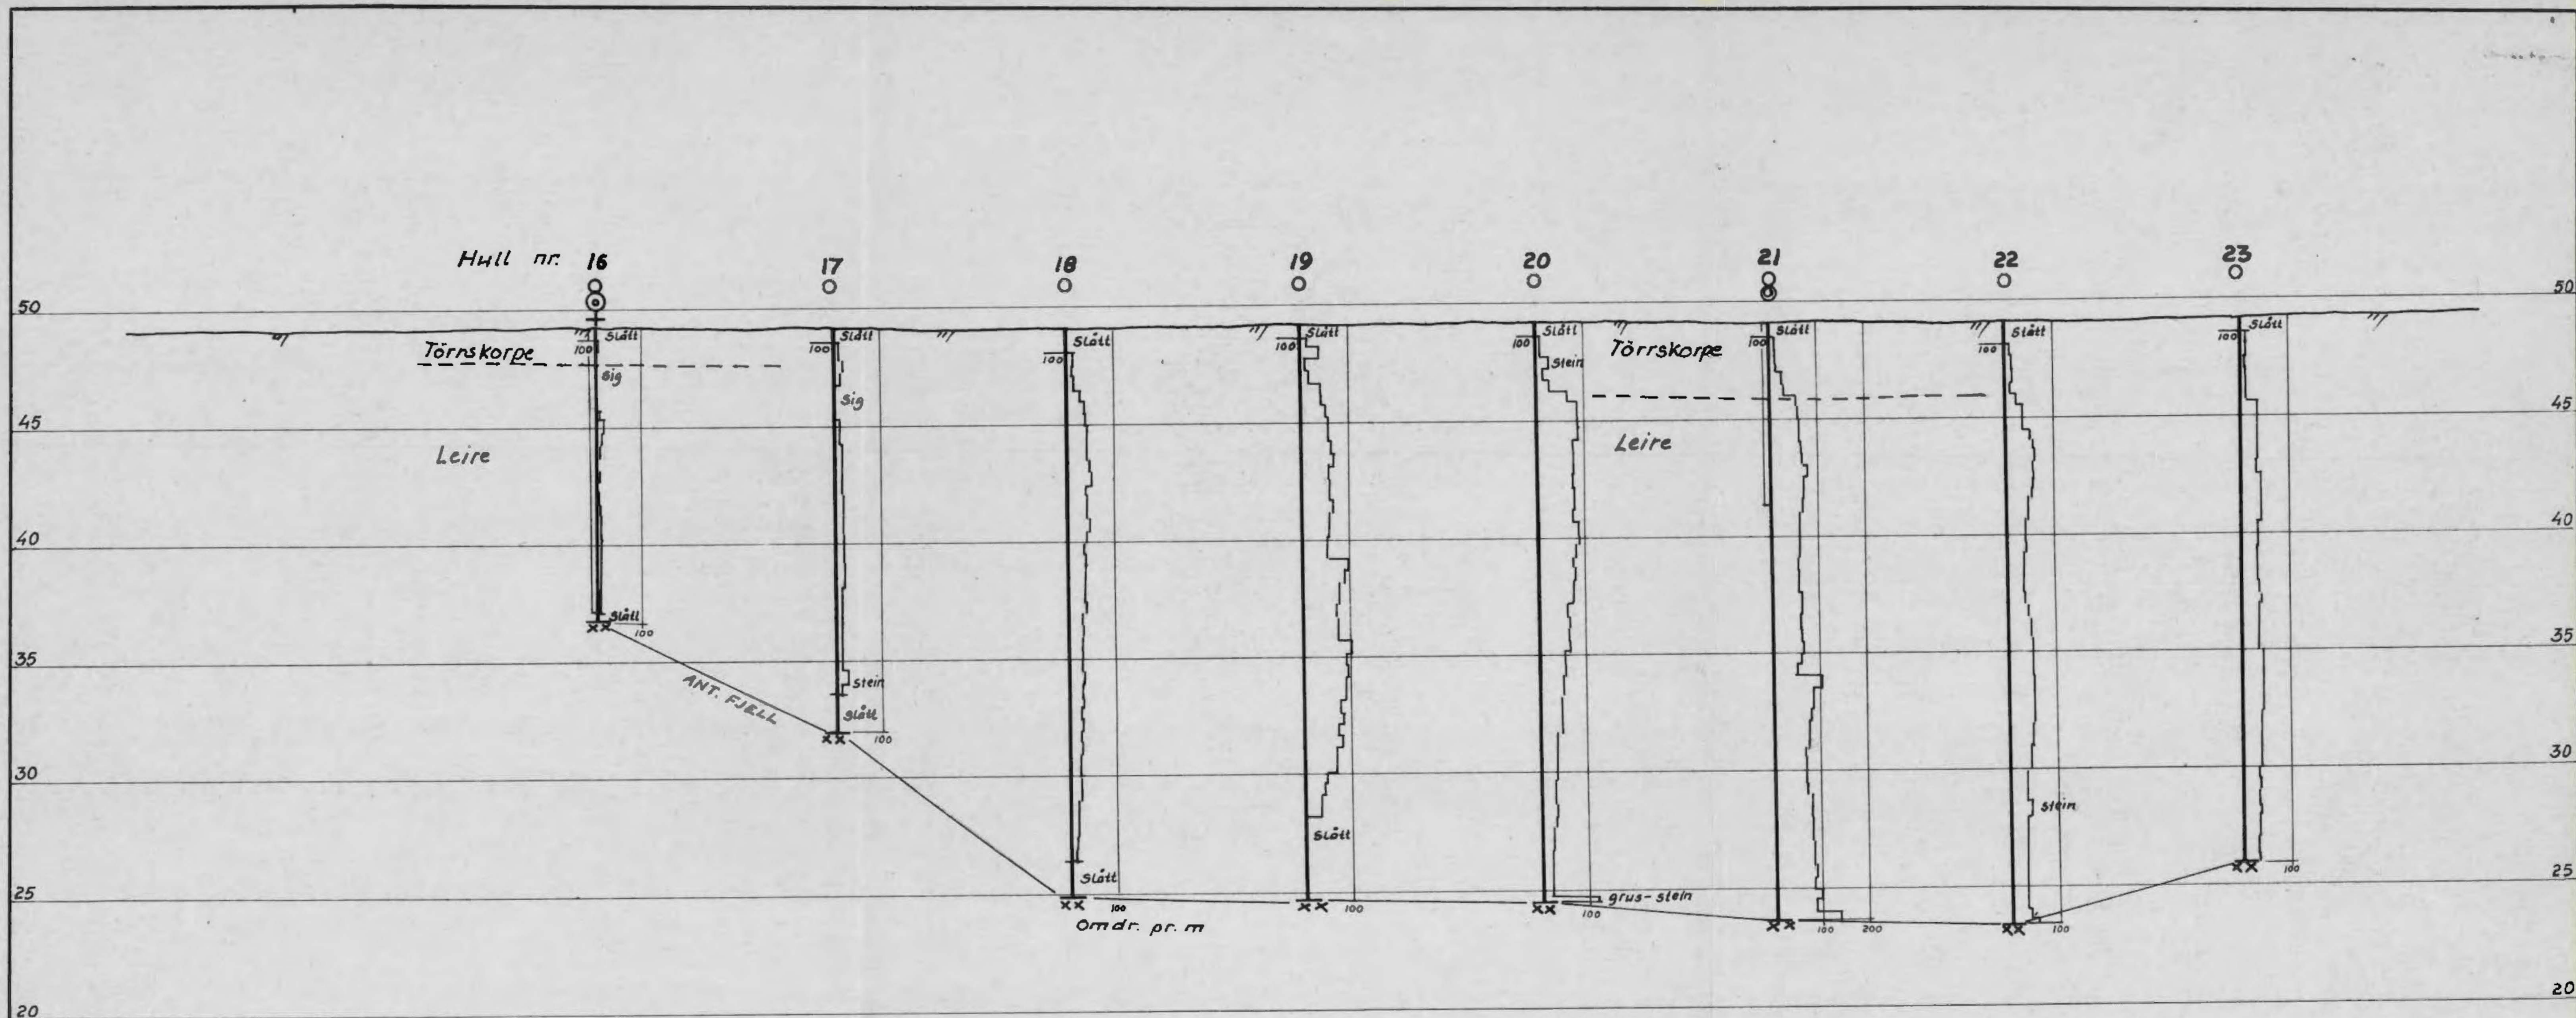 Hull nr. 16 17 18 19 20 21 22 23
50 50
Slått Slått Slått Slått Slått Slått Slått Slått
100 100 100 100 100 100 100 100
Törrskorpe Stein Törrskorpe
Sig
Sig
45 45
Leire Leire
40 40
Slått
100
35 35
ANT. FJELL
Stein
Slått
100
30 30
Stein
Slått
25 25
Slått
100 100 100 100 200 100 100
grus-stein
Omdr. pr. m
20 20